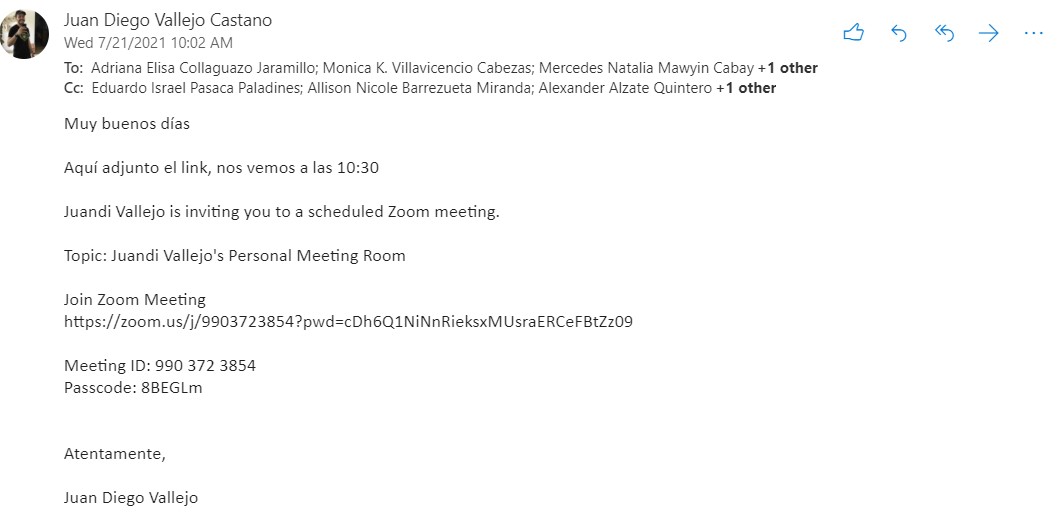 Juan Diego Vallejo Castano
Wed 7/21/2021 10:02 AM
To: Adriana Elisa Collaguazo Jaramillo; Monica K. Villavicencio Cabezas; Mercedes Natalia Mawyin Cabay +1 other
Cc: Eduardo Israel Pasaca Paladines; Allison Nicole Barrezueta Miranda; Alexander Alzate Quintero +1 other
Muy buenos días
Aquí adjunto el link, nos vemos a las 10:30
Juandi Vallejo is inviting you to a scheduled Zoom meeting.
Topic: Juandi Vallejo's Personal Meeting Room
Join Zoom Meeting
https://zoom.us/j/9903723854?pwd=cDh6Q1NiNnRieksxMUsraERCeFBtZz09
Meeting ID: 990 372 3854
Passcode: 8BEGLm
Atentamente,
Juan Diego Vallejo